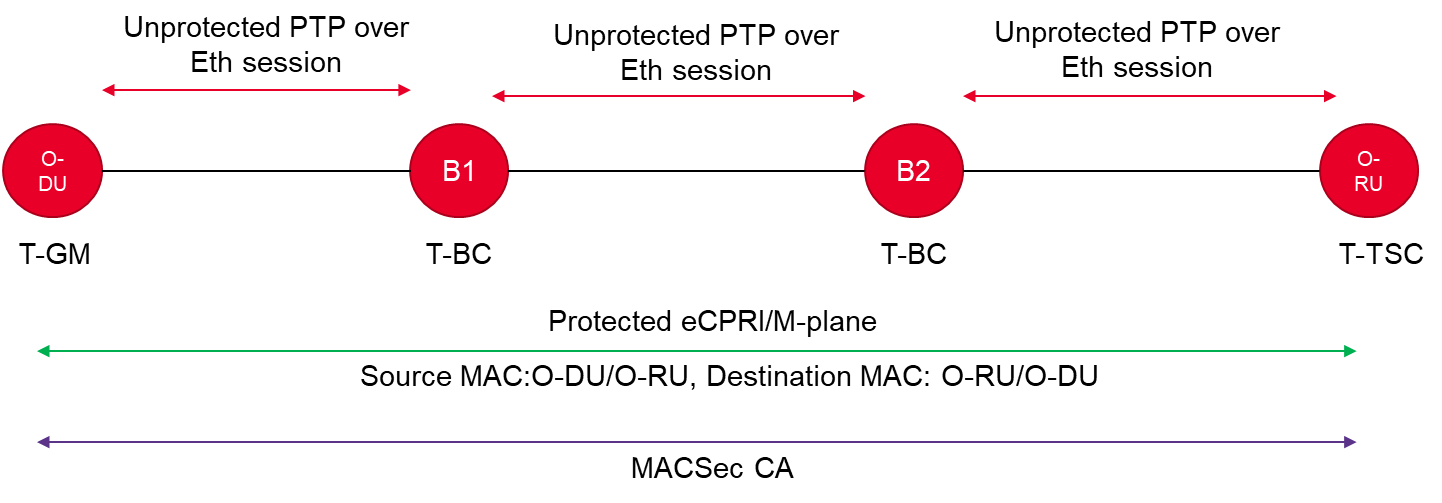 Unprotected PTP over
Eth session
Unprotected PTP over
Eth session
Unprotected PTP over
Eth session
O-
DU
B1
B2
O-
RU
T-GM
T-BC
T-BC
T-TSC
Protected eCPRI/M-plane
Source MAC:O-DU/O-RU, Destination MAC: O-RU/O-DU
MACSec CA